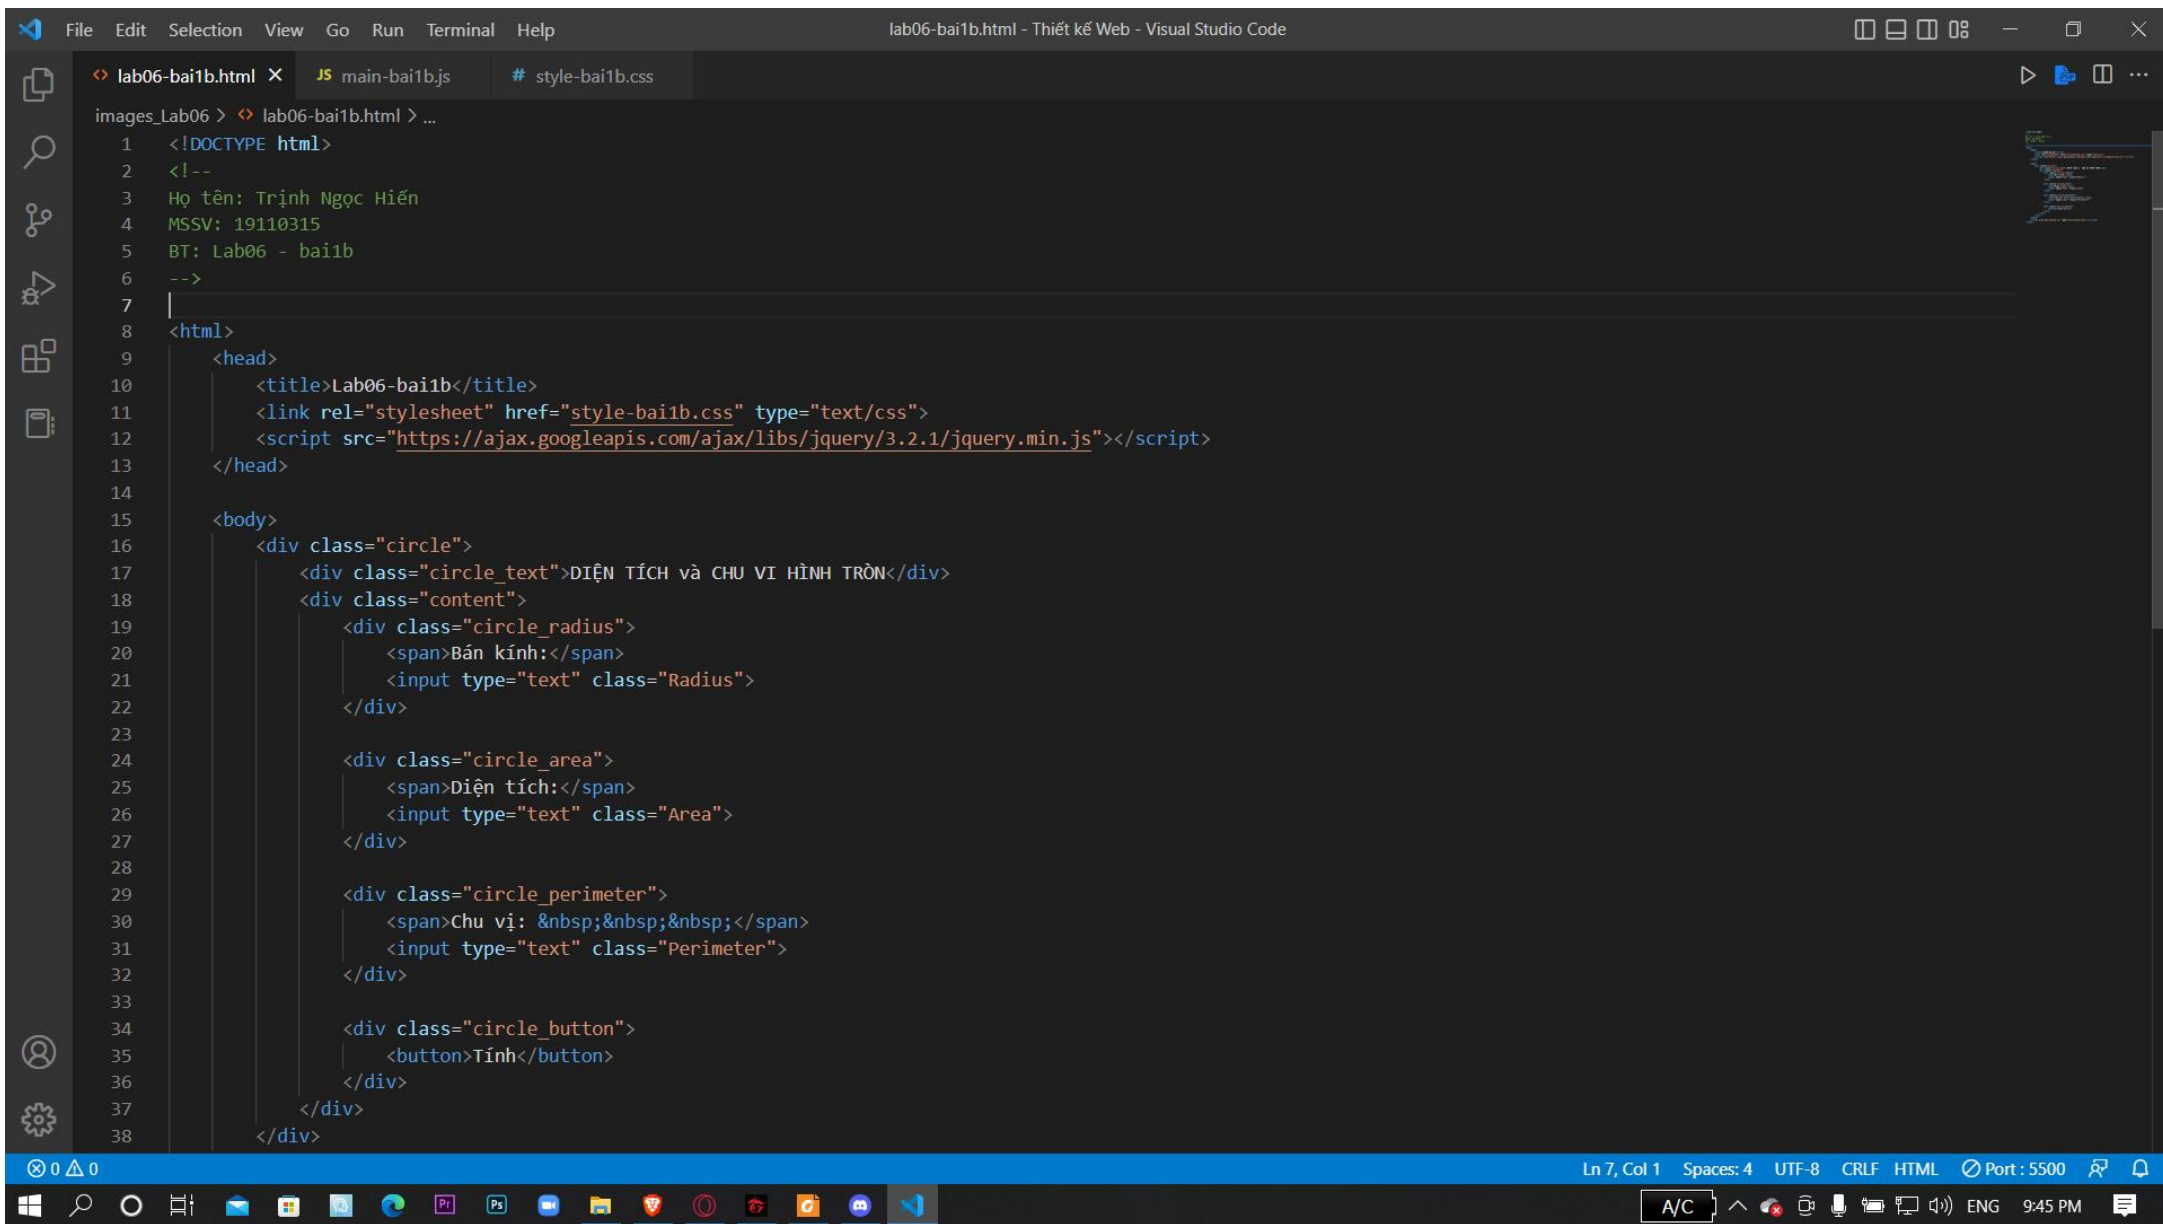 File Edit Selection View Go Run Terminal Help lab06-bai1b.html - Thiết kế Web - Visual Studio Code
lab06-bai1b.html JS main-bai1b.js # style-bai1b.css
images_Lab06 > lab06-bai1b.html > ...
1 <!DOCTYPE html>
2 <!--
3 Họ tên: Trịnh Ngọc Hiến
4 MSSV: 19110315
5 BT: Lab06 - bai1b
6 -->
7
8 <html>
9 <head>
10 <title>Lab06-bai1b</title>
11 <link rel="stylesheet" href="style-bai1b.css" type="text/css">
12 <script src="https://ajax.googleapis.com/ajax/libs/jquery/3.2.1/jquery.min.js"></script>
13 </head>
14
15 <body>
16 <div class="circle">
17 <div class="circle_text">DIỆN TÍCH và CHU VI HÌNH TRÒN</div>
18 <div class="content">
19 <div class="circle_radius">
20 <span>Bán kính:</span>
21 <input type="text" class="Radius">
22 </div>
23
24 <div class="circle_area">
25 <span>Diện tích:</span>
26 <input type="text" class="Area">
27 </div>
28
29 <div class="circle_perimeter">
30 <span>Chu vị: &nbsp;&nbsp;&nbsp;</span>
31 <input type="text" class="Perimeter">
32 </div>
33
34 <div class="circle_button">
35 <button>Tính</button>
36 </div>
37 </div>
38 </div>
0 0 Ln 7, Col 1 Spaces: 4 UTF-8 CRLF HTML Port : 5500
Pr Ps A/C ENG 9:45 PM